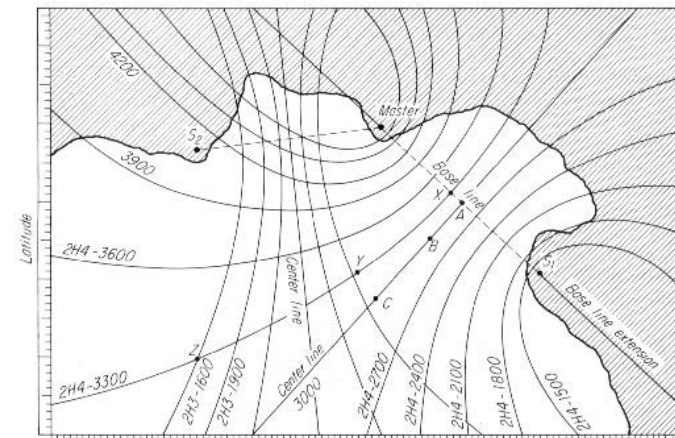 4200
Master
S2
3900
Base line
X
A
Latitude
B
2H4-3600
Y
S1
Center line
C
Base line extension
Z
2H4-3300
2H3-1600
2H3-1900
Center line
3000
2H4-2700
2H4-2400
2H4-2100
2H4-1800
2H4-1500